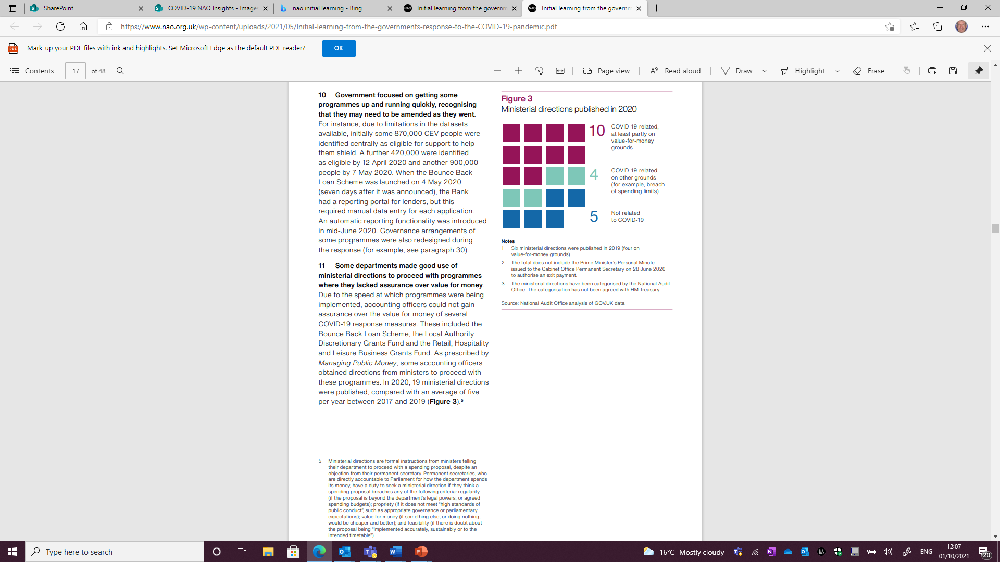 SharePoint
COVID-19 NAO Insights - Image
nao initial learning - Bing
Initial learning from the governm
Initial learning from the governm
https://www.nao.org.uk/wp-content/uploads/2021/05/Initial-learning-from-the-governments-response-to-the-COVID-19-pandemic.pdf
Mark-up your PDF files with ink and highlights. Set Microsoft Edge as the default PDF reader?
OK
Contents
17
of 48
Page view
Read aloud
Draw
Highlight
Erase
10 Government focused on getting some
programmes up and running quickly, recognising
that they may need to be amended as they went.
For instance, due to limitations in the datasets
available, initially some 870,000 CEV people were
identified centrally as eligible for support to help
them shield. A further 420,000 were identified
as eligible by 12 April 2020 and another 900,000
people by 7 May 2020. When the Bounce Back
Loan Scheme was launched on 4 May 2020
(seven days after it was announced), the Bank
had a reporting portal for lenders, but this
required manual data entry for each application.
An automatic reporting functionality was introduced
in mid-June 2020. Governance arrangements of
some programmes were also redesigned during
the response (for example, see paragraph 30).
11 Some departments made good use of
ministerial directions to proceed with programmes
where they lacked assurance over value for money.
Due to the speed at which programmes were being
implemented, accounting officers could not gain
assurance over the value for money of several
COVID-19 response measures. These included the
Bounce Back Loan Scheme, the Local Authority
Discretionary Grants Fund and the Retail, Hospitality
and Leisure Business Grants Fund. As prescribed by
Managing Public Money, some accounting officers
obtained directions from ministers to proceed with
these programmes. In 2020, 19 ministerial directions
were published, compared with an average of five
per year between 2017 and 2019 (Figure 3).⁵
5 Ministerial directions are formal instructions from ministers telling
their department to proceed with a spending proposal, despite an
objection from their permanent secretary. Permanent secretaries, who
are directly accountable to Parliament for how the department spends
its money, have a duty to seek a ministerial direction if they think a
spending proposal breaches any of the following criteria: regularity
(if the proposal is beyond the department's legal powers, or agreed
spending budgets); propriety (if it does not meet "high standards of
public conduct", such as appropriate governance or parliamentary
expectations); value for money (if something else, or doing nothing,
would be cheaper and better); and feasibility (if there is doubt about
the proposal being "implemented accurately, sustainably or to the
intended timetable").
Figure 3
Ministerial directions published in 2020
10
COVID-19-related,
at least partly on
value-for-money
grounds
4
COVID-19-related
on other grounds
(for example, breach
of spending limits)
5
Not related
to COVID-19
Notes
1 Six ministerial directions were published in 2019 (four on
value-for-money grounds).
2 The total does not include the Prime Minister's Personal Minute
issued to the Cabinet Office Permanent Secretary on 28 June 2020
to authorise an exit payment.
3 The ministerial directions have been categorised by the National Audit
Office. The categorisation has not been agreed with HM Treasury.
Source: National Audit Office analysis of GOV.UK data
Type here to search
16°C Mostly cloudy
ENG
12:07
01/10/2021
20